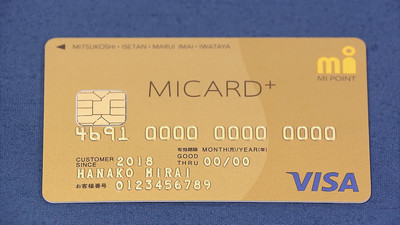 MITSUKOSHI・ISETAN・MARUI IMAI・IWATAYA
mi
MI POINT
MICARD+
4691 0000 0000 0000
有効期限 MONTH(月)/YEAR(年)
CUSTOMER SINCE 2018 GOOD THRU 00/00
HANAKO MIRAI
お客様番号 0123456789
VISA